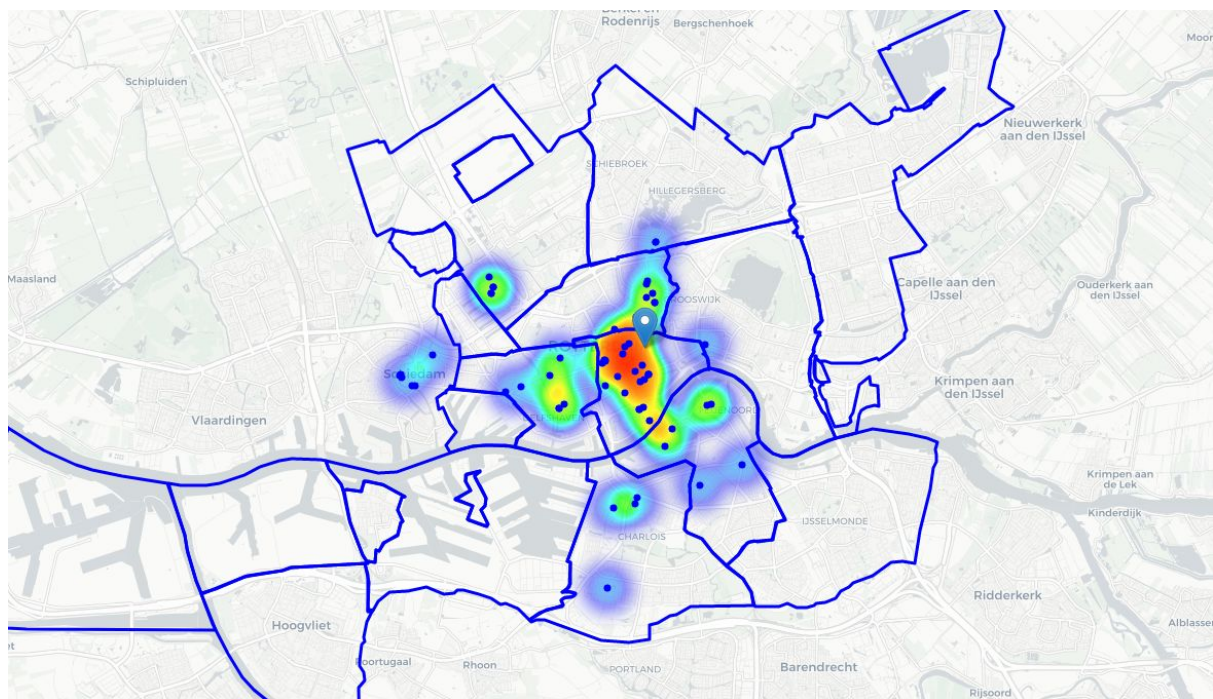 Rodenrijs
Bergschenhoek
Moor
Schipluiden
Nieuwerkerk
aan den IJssel
SCHIEBROEK
HILLEGERSBERG
Maasland
Capelle aan den
IJssel
Ouderkerk aan
den IJssel
ROOSWIJK
Schiedam
Krimpen aan
den IJssel
Vlaardingen
NOORD
Krimpen aan
de Lek
Kinderdijk
IJSSELMONDE
CHARLOIS
Ridderkerk
Hoogvliet
Alblasser
Poortugaal
Rhoon
PORTLAND
Barendrecht
Rijsoord